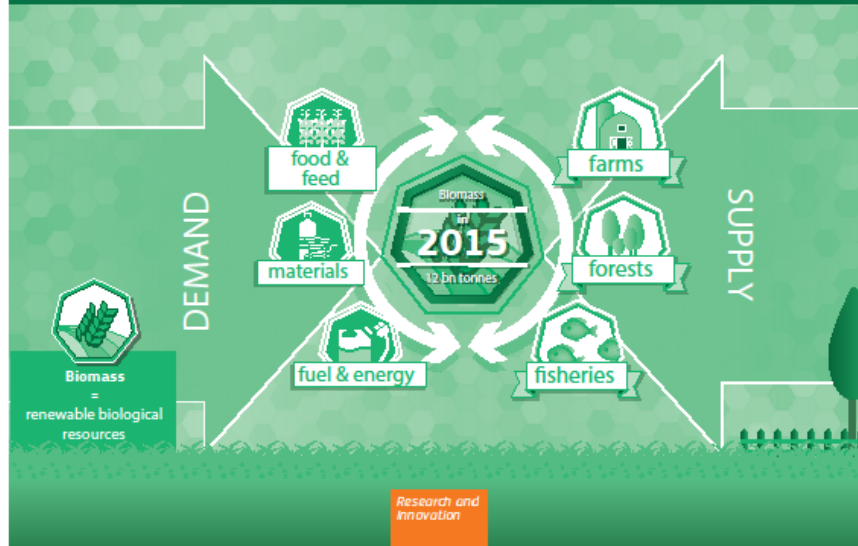 DEMAND
food &
feed
materials
fuel & energy
Biomass
in
2015
12 bn tonnes
farms
forests
fisheries
SUPPLY
Biomass
=
renewable biological
resources
Research and
Innovation